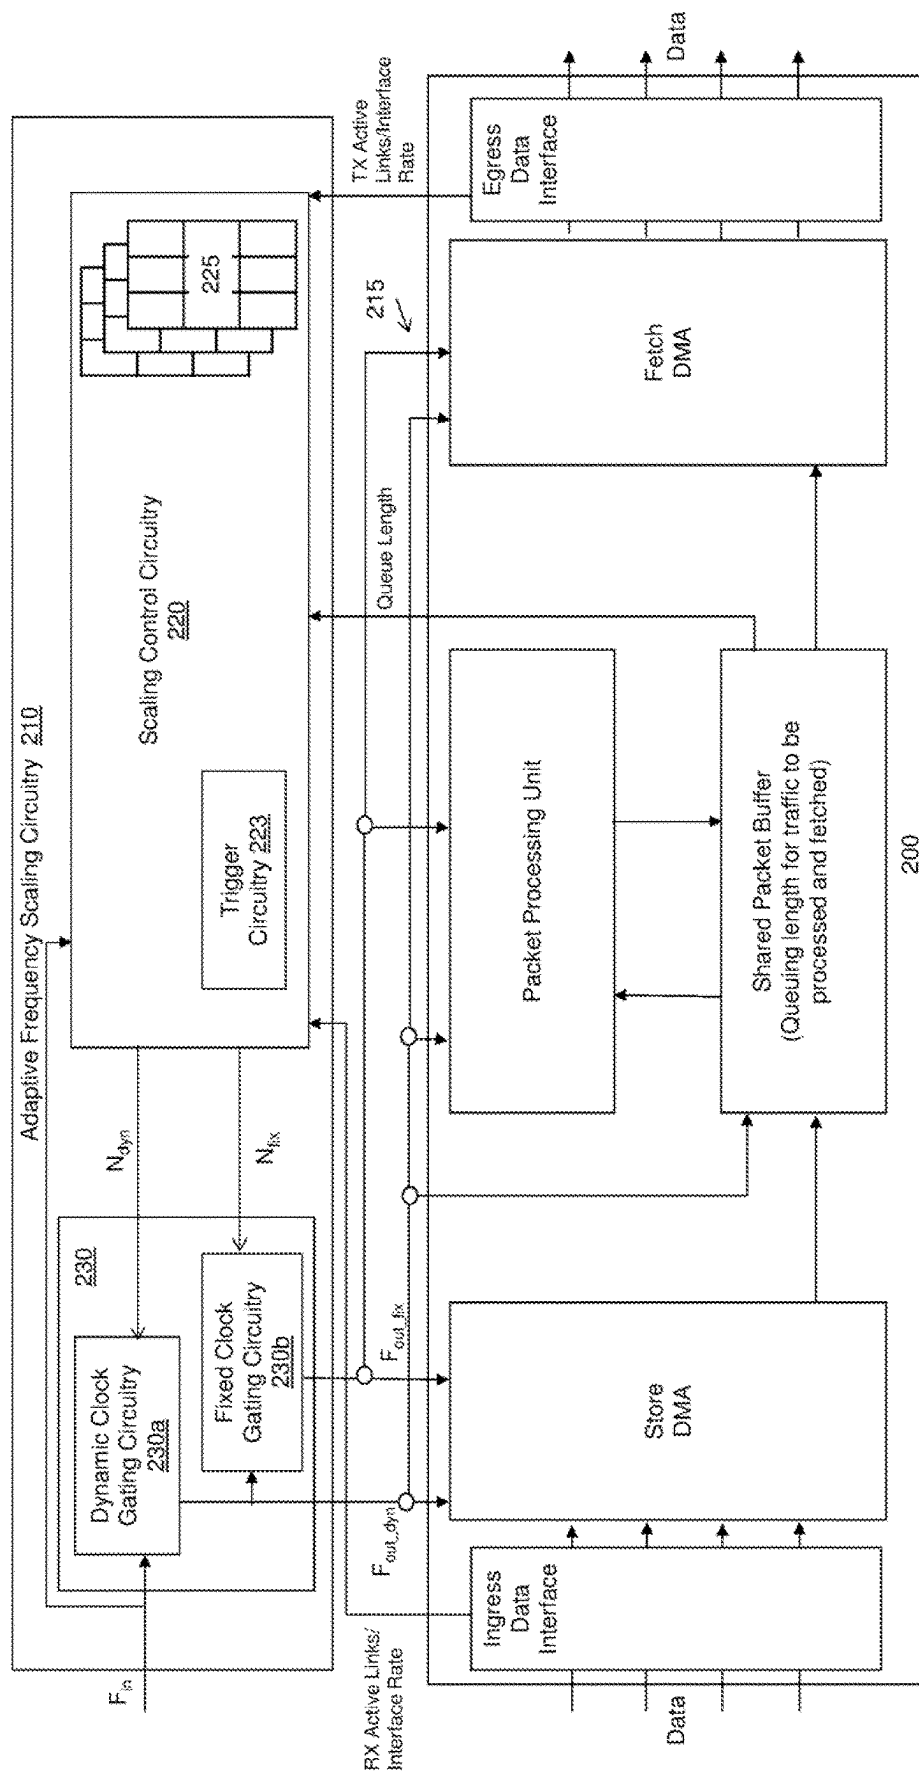 Adaptive Frequency Scaling Circuitry 210
F_in
230
Dynamic Clock
Gating Circuitry
230a
Fixed Clock
Gating Circuitry
230b
N_dyn
N_fix
Trigger
Circuitry 223
Scaling Control Circuitry
220
225
RX Active Links/
Interface Rate
F_out_dyn
F_out_fix
Queue Length
215
TX Active
Links/Interface
Rate
Data
Ingress
Data
Interface
Store
DMA
Packet Processing Unit
Shared Packet Buffer
(Queuing length for traffic to be
processed and fetched)
Fetch
DMA
Egress
Data
Interface
Data
200